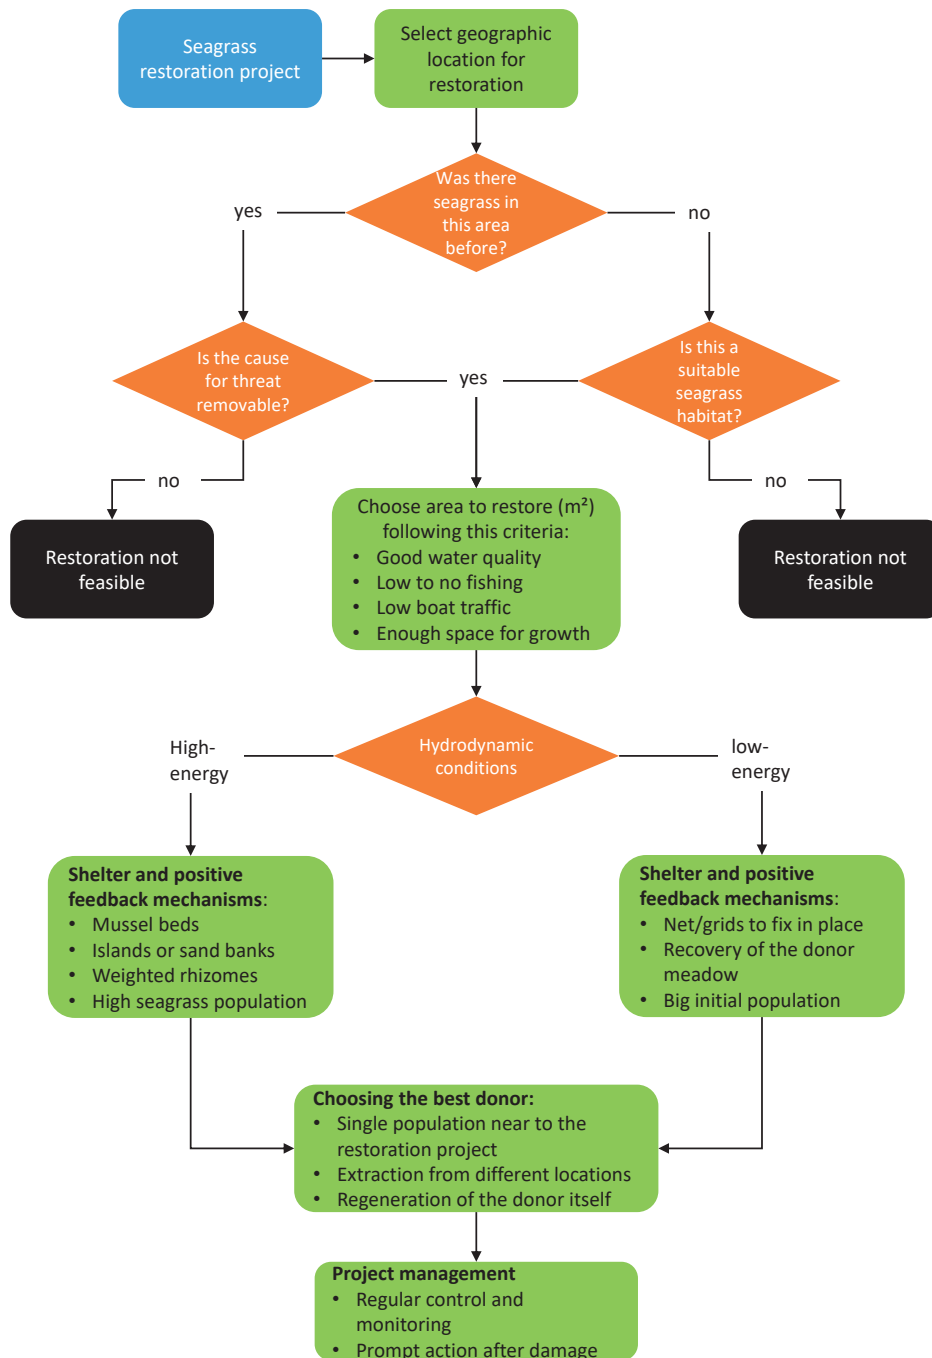 Seagrass
restoration project
Select geographic
location for
restoration
Was there
seagrass in
this area
before?
yes
no
Is the cause
for threat
removable?
yes
Is this a
suitable
seagrass
habitat?
no
no
Restoration not
feasible
Choose area to restore (m²)
following this criteria:
• Good water quality
• Low to no fishing
• Low boat traffic
• Enough space for growth
Restoration not
feasible
High-
energy
Hydrodynamic
conditions
low-
energy
Shelter and positive
feedback mechanisms:
• Mussel beds
• Islands or sand banks
• Weighted rhizomes
• High seagrass population
Shelter and positive
feedback mechanisms:
• Net/grids to fix in place
• Recovery of the donor
meadow
• Big initial population
Choosing the best donor:
• Single population near to the
restoration project
• Extraction from different locations
• Regeneration of the donor itself
Project management
• Regular control and
monitoring
• Prompt action after damage